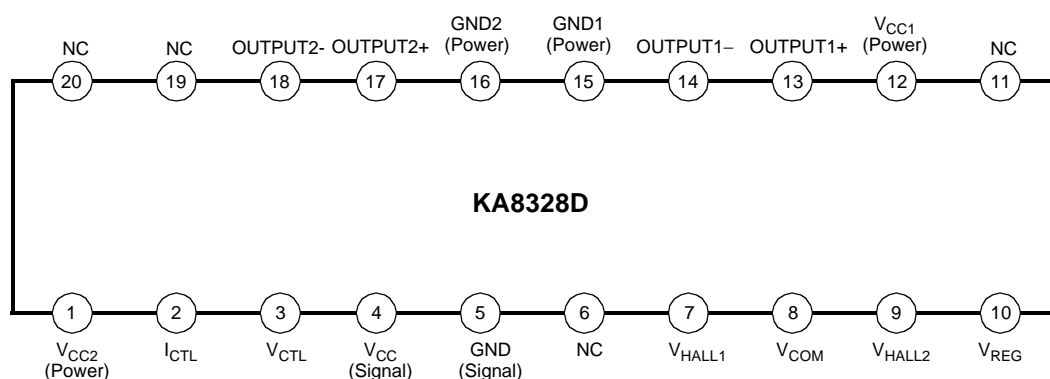 GND2 GND1 VCC1
NC NC OUTPUT2- OUTPUT2+ (Power) (Power) OUTPUT1− OUTPUT1+ (Power) NC
20 19 18 17 16 15 14 13 12 11
KA8328D
1 2 3 4 5 6 7 8 9 10
VCC2 ICTL VCTL VCC GND NC VHALL1 VCOM VHALL2 VREG
(Power) (Signal) (Signal)